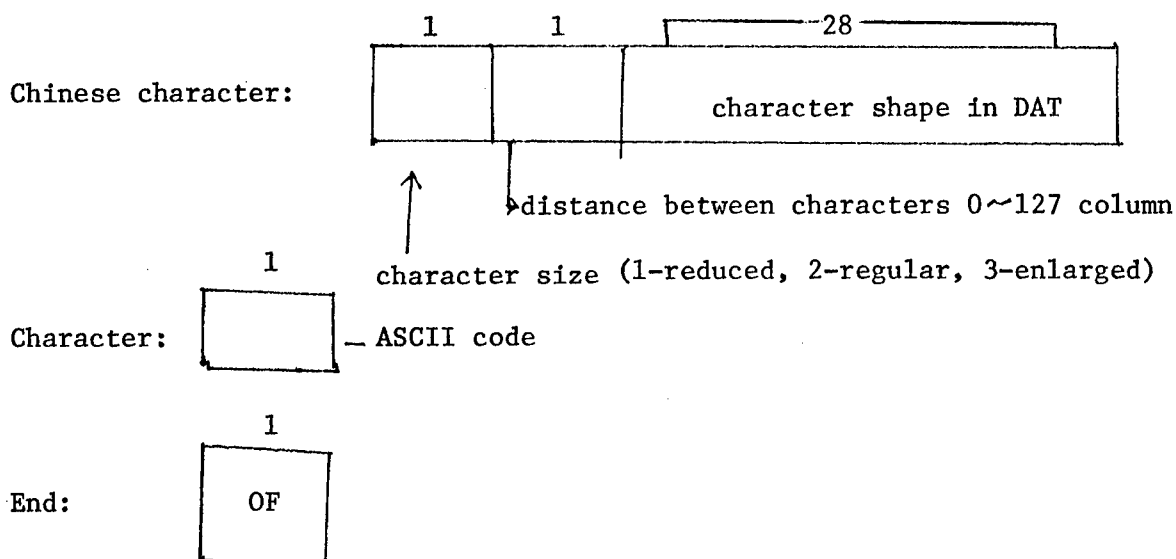 1 1 28
Chinese character: character shape in DAT
distance between characters 0~127 column
1
character size (1-reduced, 2-regular, 3-enlarged)
Character: — ASCII code
1
End: OF